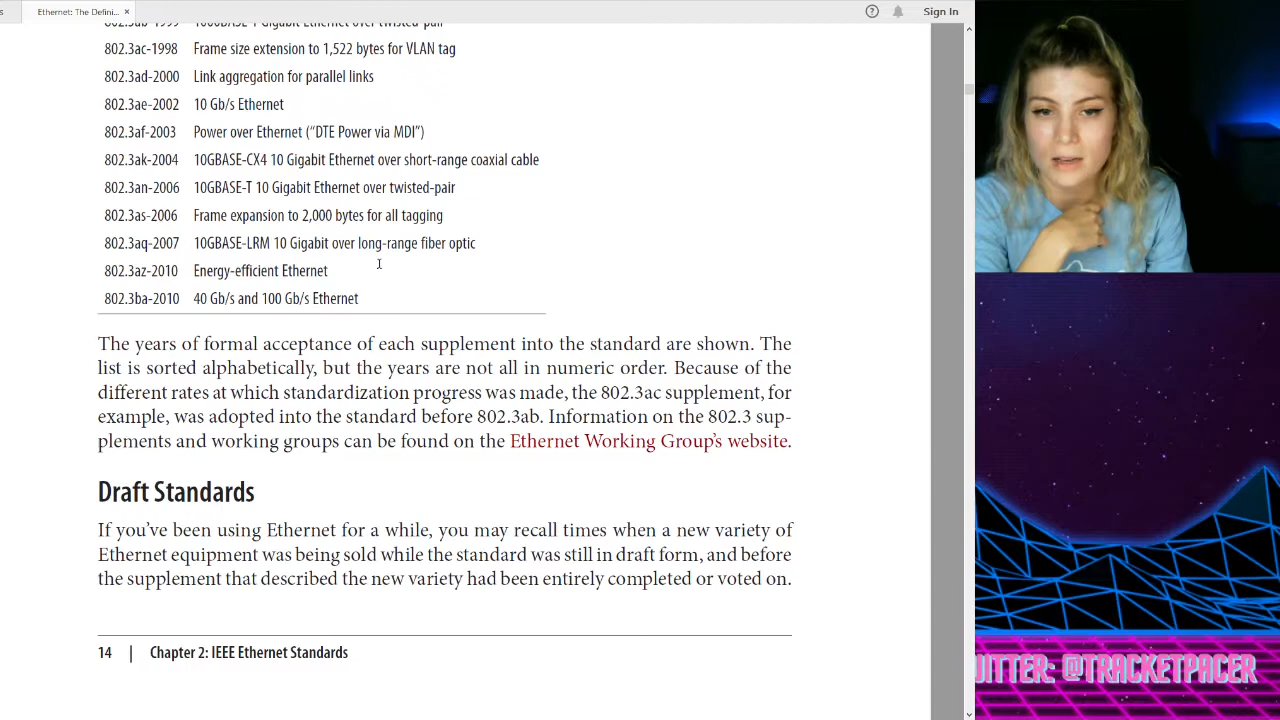 Ethernet: The Defini...
Sign In
802.3ab-1999 1000BASE-T Gigabit Ethernet over twisted-pair
802.3ac-1998 Frame size extension to 1,522 bytes for VLAN tag
802.3ad-2000 Link aggregation for parallel links
802.3ae-2002 10 Gb/s Ethernet
802.3af-2003 Power over Ethernet (“DTE Power via MDI”)
802.3ak-2004 10GBASE-CX4 10 Gigabit Ethernet over short-range coaxial cable
802.3an-2006 10GBASE-T 10 Gigabit Ethernet over twisted-pair
802.3as-2006 Frame expansion to 2,000 bytes for all tagging
802.3aq-2007 10GBASE-LRM 10 Gigabit over long-range fiber optic
802.3az-2010 Energy-efficient Ethernet
802.3ba-2010 40 Gb/s and 100 Gb/s Ethernet
The years of formal acceptance of each supplement into the standard are shown. The
list is sorted alphabetically, but the years are not all in numeric order. Because of the
different rates at which standardization progress was made, the 802.3ac supplement, for
example, was adopted into the standard before 802.3ab. Information on the 802.3 sup-
plements and working groups can be found on the Ethernet Working Group’s website.
Draft Standards
If you’ve been using Ethernet for a while, you may recall times when a new variety of
Ethernet equipment was being sold while the standard was still in draft form, and before
the supplement that described the new variety had been entirely completed or voted on.
14 | Chapter 2: IEEE Ethernet Standards
ITTER: @TRACKETPACER